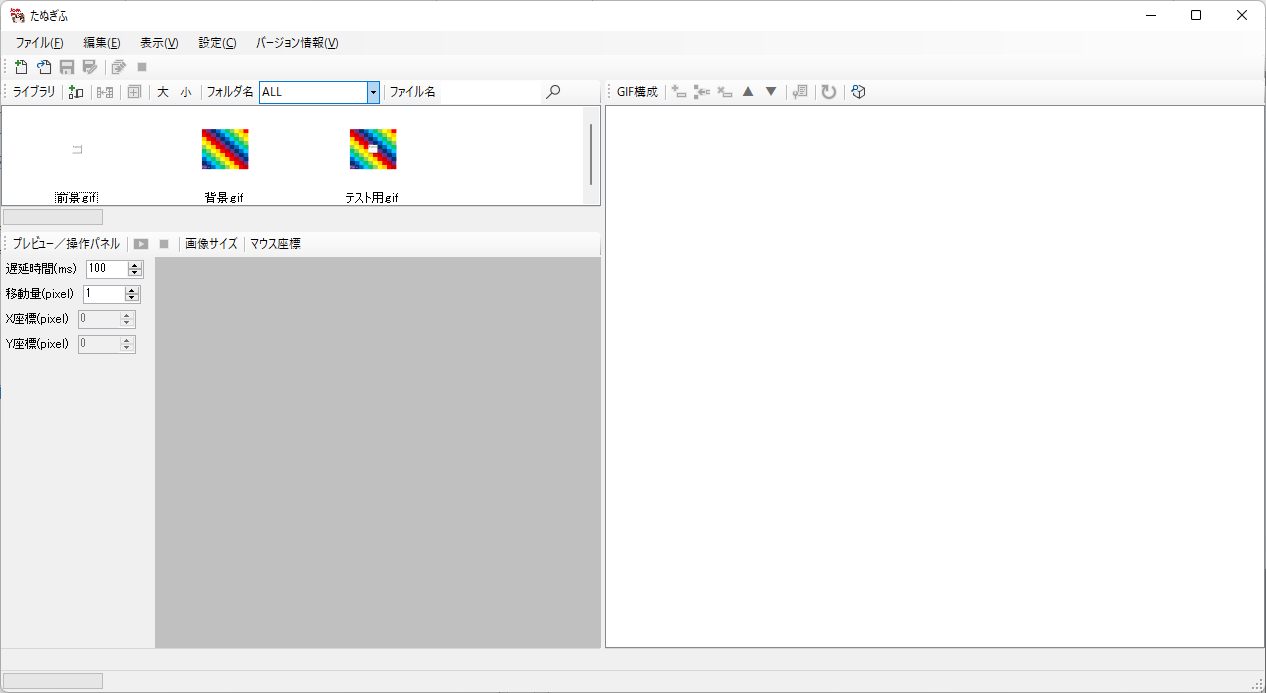 たぬぎふ
ファイル(F) 編集(E) 表示(V) 設定(C) バージョン情報(V)
ライブラリ 大 小 フォルダ名 ALL ファイル名
前景.gif 背景.gif テスト用.gif
プレビュー／操作パネル 画像サイズ マウス座標
遅延時間(ms) 100
移動量(pixel) 1
X座標(pixel) 0
Y座標(pixel) 0
GIF構成